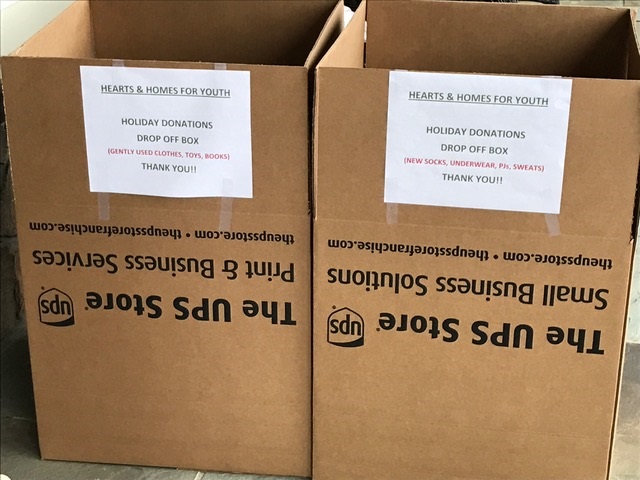 HEARTS & HOMES FOR YOUTH
HOLIDAY DONATIONS
DROP OFF BOX
(GENTLY USED CLOTHES, TOYS, BOOKS)
THANK YOU!!
theupsstore.com • theupsstorefranchise.com
Print & Business Services
The UPS Store
ups
HEARTS & HOMES FOR YOUTH
HOLIDAY DONATIONS
DROP OFF BOX
(NEW SOCKS, UNDERWEAR, PJs, SWEATS)
THANK YOU!!
theupsstore.com • theupsstorefranchise.com
Small Business Solutions
The UPS Store
ups